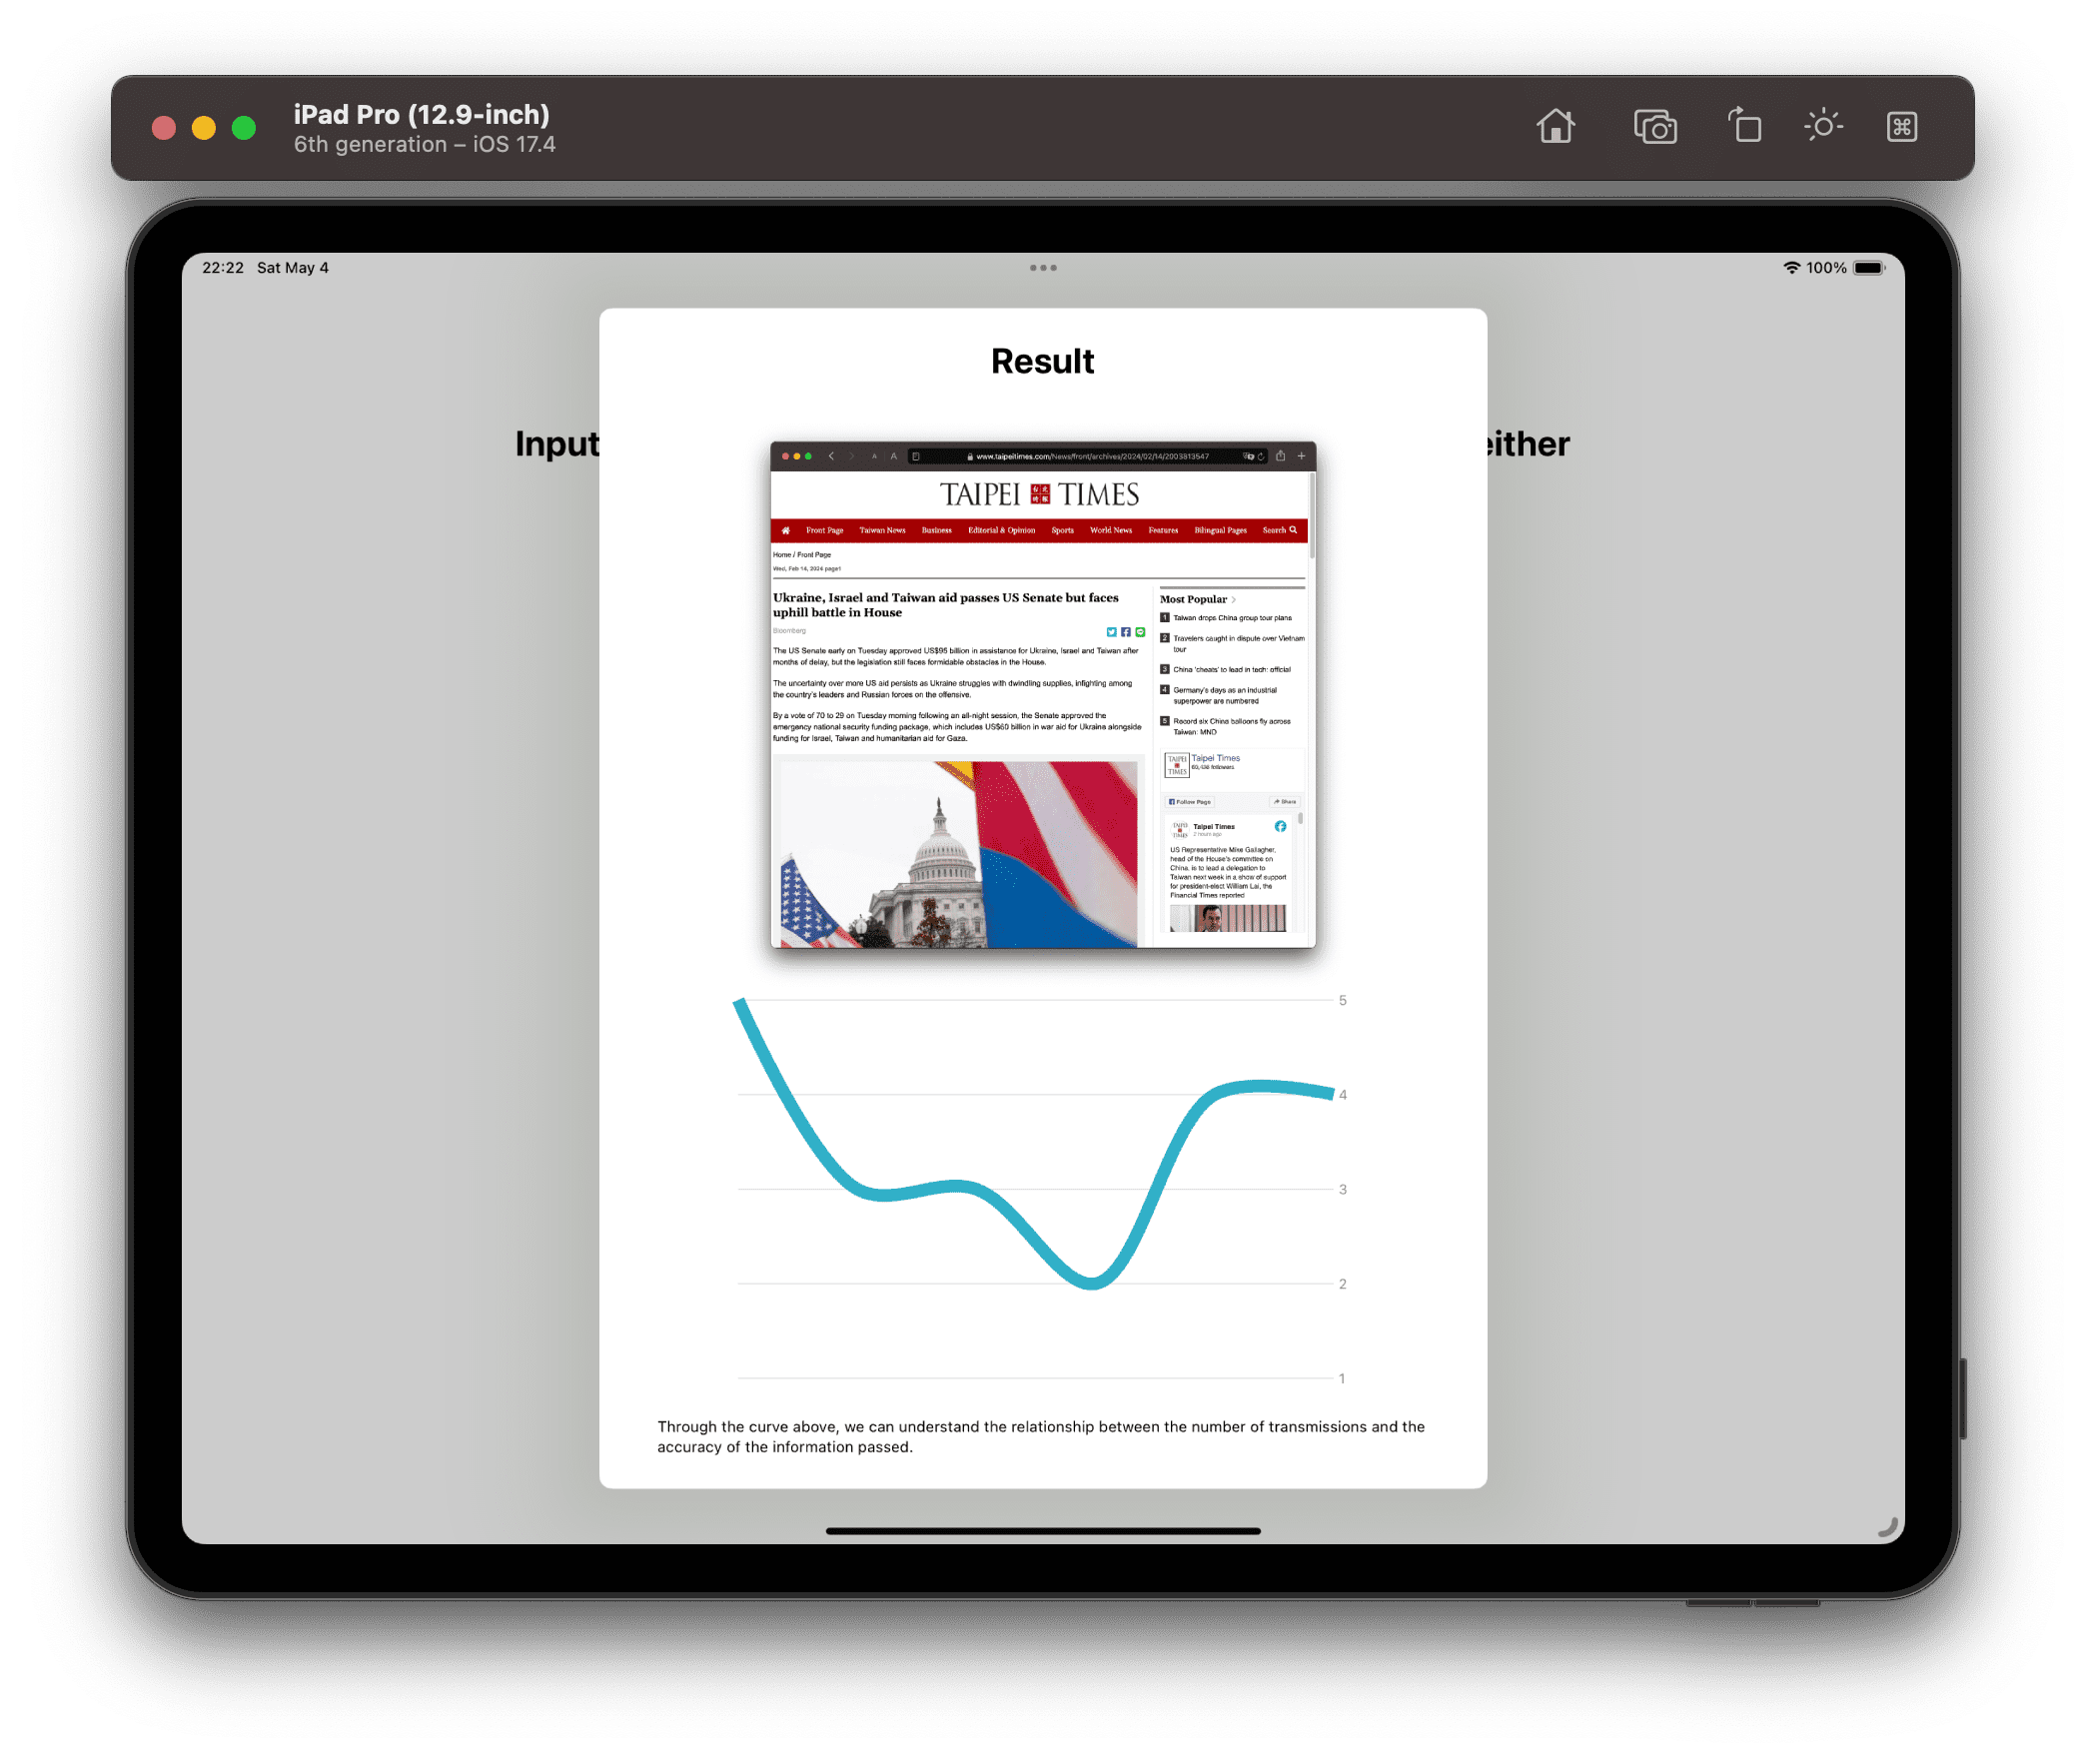 iPad Pro (12.9-inch)
6th generation – iOS 17.4
22:22 Sat May 4
100%
Result
Input
either
www.taipeitimes.com/News/front/archives/2024/02/14/2003813547
TAIPEI TIMES
Front Page Taiwan News Business Editorial & Opinion Sports World News Features Bilingual Pages Search
Home / Front Page
Wed, Feb 14, 2024 page1
Ukraine, Israel and Taiwan aid passes US Senate but faces
uphill battle in House
Bloomberg
The US Senate early on Tuesday approved US$95 billion in assistance for Ukraine, Israel and Taiwan after
months of delay, but the legislation still faces formidable obstacles in the House.
The uncertainty over more US aid persists as Ukraine struggles with dwindling supplies, infighting among
the country's leaders and Russian forces on the offensive.
By a vote of 70 to 29 on Tuesday morning following an all-night session, the Senate approved the
emergency national security funding package, which includes US$60 billion in war aid for Ukraine alongside
funding for Israel, Taiwan and humanitarian aid for Gaza.
Most Popular
1 Taiwan drops China group tour plans
2 Travelers caught in dispute over Vietnam
tour
3 China 'cheats' to lead in tech: official
4 Germany's days as an industrial
superpower are numbered
5 Record six China balloons fly across
Taiwan: MND
TAIPEI
TIMES
Taipei Times
followers
Follow Page
Share
Taipei Times
2 hours ago
US Representative Mike Gallagher,
head of the House's committee on
China, is to lead a delegation to
Taiwan next week in a show of support
for president-elect William Lai, the
Financial Times reported
5
4
3
2
1
Through the curve above, we can understand the relationship between the number of transmissions and the
accuracy of the information passed.